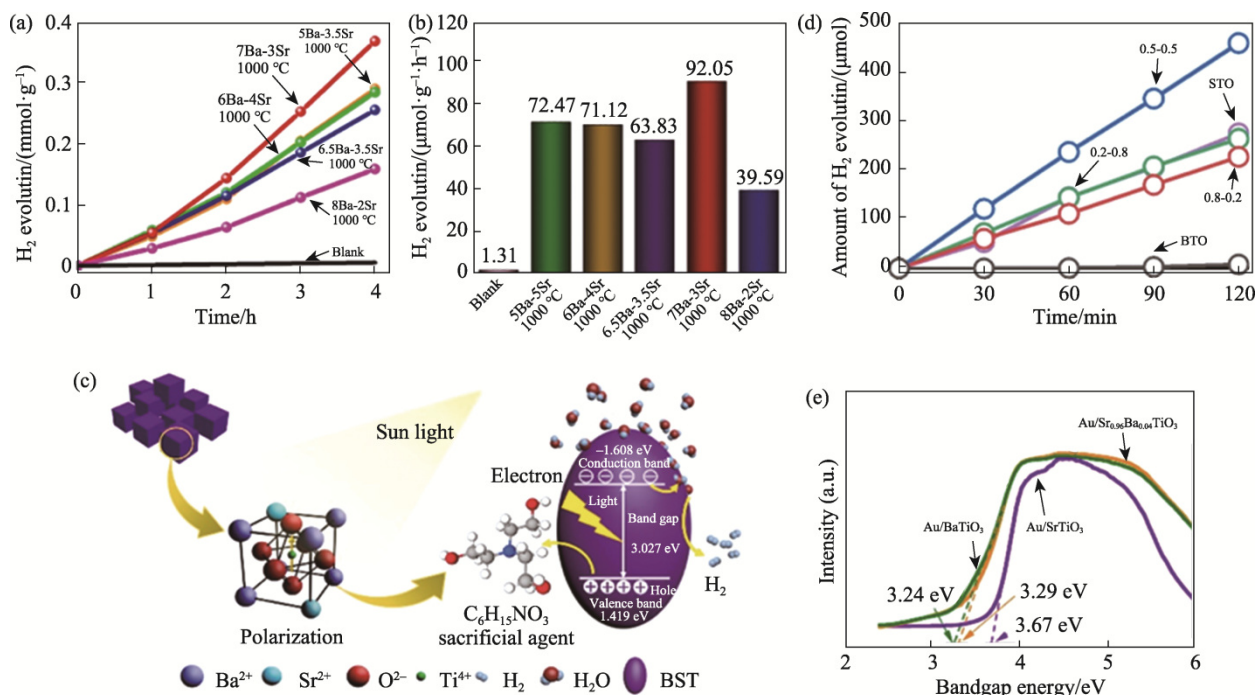 (a)
0.4
0.3
0.2
0.1
0
H₂ evolutin/(mmol·g⁻¹)
7Ba-3Sr
1000 ℃
5Ba-3.5Sr
1000 ℃
6Ba-4Sr
1000 ℃
6.5Ba-3.5Sr
1000 ℃
8Ba-2Sr
1000 ℃
Blank
0 1 2 3 4
Time/h
(b)
120
100
80
60
40
20
0
H₂ evolutin/(μmol·g⁻¹·h⁻¹)
1.31
72.47
71.12
63.83
92.05
39.59
Blank
5Ba-5Sr
1000 ℃
6Ba-4Sr
1000 ℃
6.5Ba-3.5Sr
1000 ℃
7Ba-3Sr
1000 ℃
8Ba-2Sr
1000 ℃
(d)
500
400
300
200
100
0
Amount of H₂ evolutin/(μmol)
0.5-0.5
STO
0.2-0.8
0.8-0.2
BTO
0 30 60 90 120
Time/min
(c)
Sun light
Polarization
Electron
C₆H₁₅NO₃
sacrificial agent
−1.608 eV
Conduction band
Light
Band gap
3.027 eV
Hole
Valence band
1.419 eV
H₂
Ba²⁺ Sr²⁺ O²⁻ Ti⁴⁺ H₂ H₂O BST
(e)
Intensity (a.u.)
Au/Sr₀.₉₆Ba₀.₀₄TiO₃
Au/BaTiO₃
Au/SrTiO₃
3.24 eV
3.29 eV
3.67 eV
2 3 4 5 6
Bandgap energy/eV